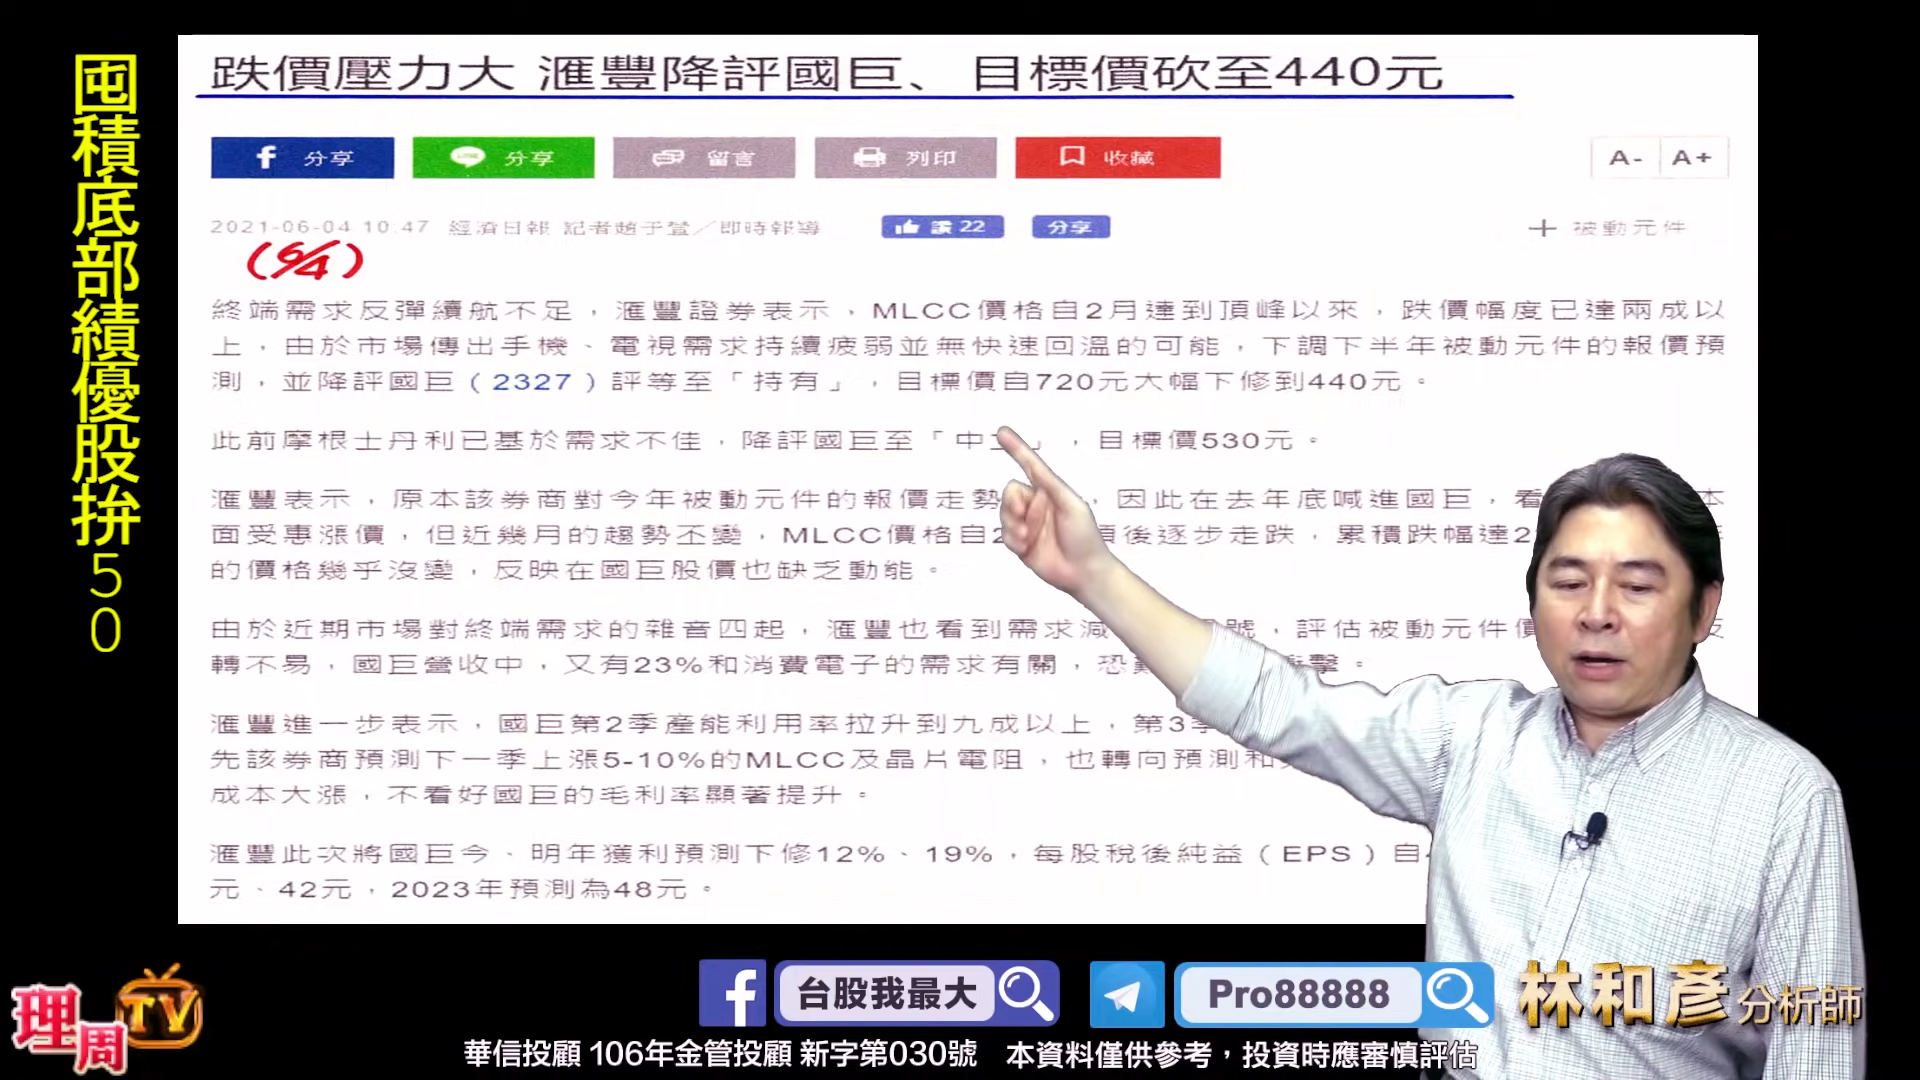 囤積底部績優股拚50
跌價壓力大 滙豐降評國巨、目標價砍至440元
分享
LINE 分享
留言
列印
收藏
A- A+
2021-06-04 10:47 經濟日報 記者趙于萱/即時報導
讚 22
分享
+ 被動元件
(6/4)
終端需求反彈續航不足,滙豐證券表示,MLCC價格自2月達到頂峰以來,跌價幅度已達兩成以
上,由於市場傳出手機、電視需求持續疲弱並無快速回溫的可能,下調下半年被動元件的報價預
測,並降評國巨(2327)評等至「持有」,目標價自720元大幅下修到440元。
此前摩根士丹利已基於需求不佳,降評國巨至「中」,目標價530元。
滙豐表示,原本該券商對今年被動元件的報價走勢,因此在去年底喊進國巨,看本
面受惠漲價,但近幾月的趨勢丕變,MLCC價格自2後逐步走跌,累積跌幅達2
的價格幾乎沒變,反映在國巨股價也缺乏動能。
由於近期市場對終端需求的雜音四起,滙豐也看到需求減號,評估被動元件價
轉不易,國巨營收中,又有23%和消費電子的需求有關,恐擊。
滙豐進一步表示,國巨第2季產能利用率拉升到九成以上,第3季
先該券商預測下一季上漲5-10%的MLCC及晶片電阻,也轉向預測和
成本大漲,不看好國巨的毛利率顯著提升。
滙豐此次將國巨今、明年獲利預測下修12%、19%,每股稅後純益(EPS)自4
元、42元,2023年預測為48元。
理周TV
台股我最大
Pro88888
林和彥分析師
華信投顧 106年金管投顧 新字第030號 本資料僅供參考,投資時應審慎評估